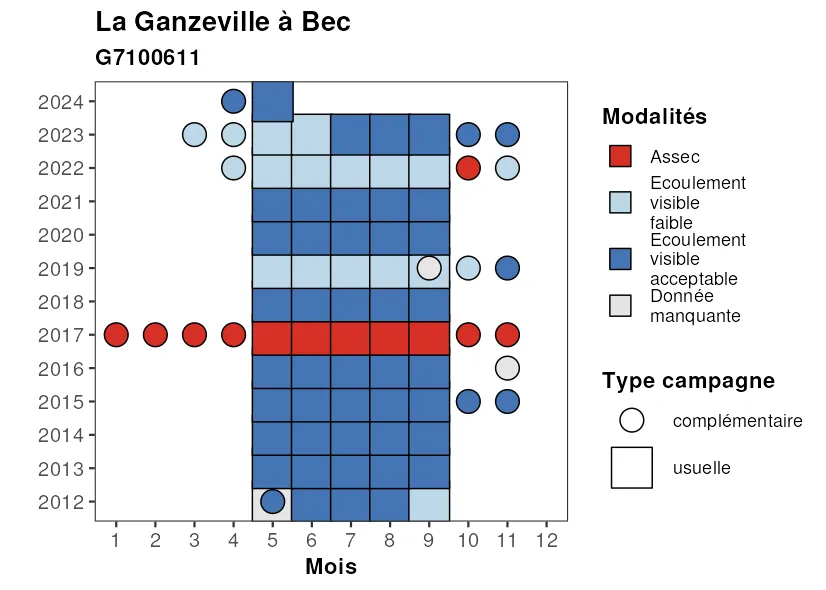 La Ganzeville à Bec
G7100611
2024
2023
2022
2021
2020
2019
2018
2017
2016
2015
2014
2013
2012
1 2 3 4 5 6 7 8 9 10 11 12
Mois
Modalités
Assec
Ecoulement
visible
faible
Ecoulement
visible
acceptable
Donnée
manquante
Type campagne
complémentaire
usuelle